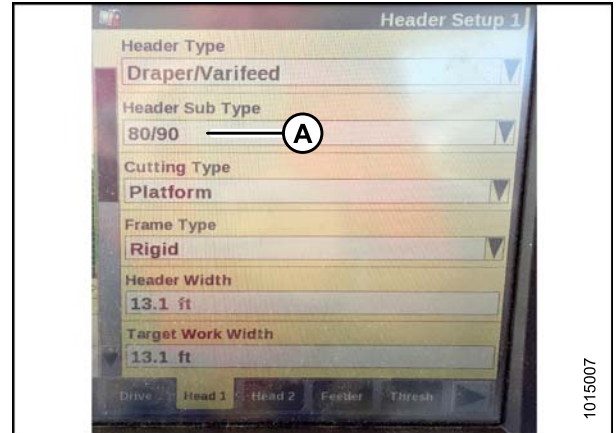 Header Setup 1
Header Type
Draper/Varifeed
Header Sub Type
80/90
A
Cutting Type
Platform
Frame Type
Rigid
Header Width
13.1 ft
Target Work Width
13.1 ft
Drive Head 1 Head 2 Feeder Thresh
1015007